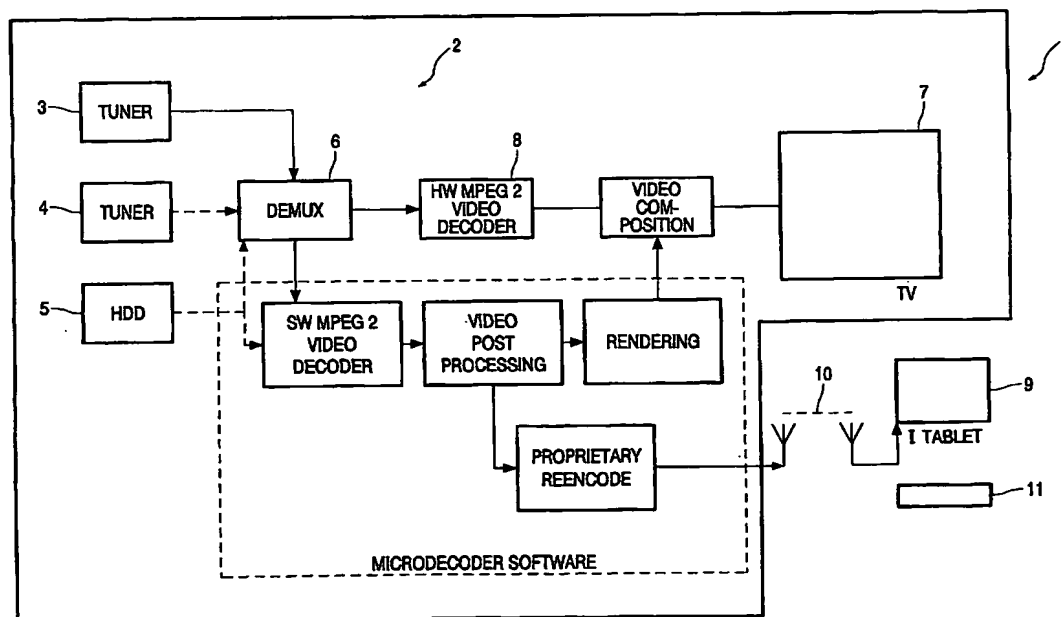 2
3
TUNER
7
6
8
4
TUNER
DEMUX
HW MPEG 2
VIDEO
DECODER
VIDEO
COM-
POSITION
TV
5
HDD
SW MPEG 2
VIDEO
DECODER
VIDEO
POST
PROCESSING
RENDERING
10
9
I TABLET
PROPRIETARY
REENCODE
11
MICRODECODER SOFTWARE